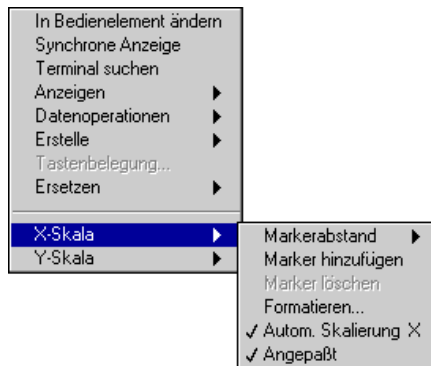 In Bedienelement ändern
Synchrone Anzeige
Terminal suchen
Anzeigen
Datenoperationen
Erstelle
Tastenbelegung...
Ersetzen
X-Skala
Y-Skala
Markerabstand
Marker hinzufügen
Marker löschen
Formatieren...
✓ Autom. Skalierung X
✓ Angepaßt